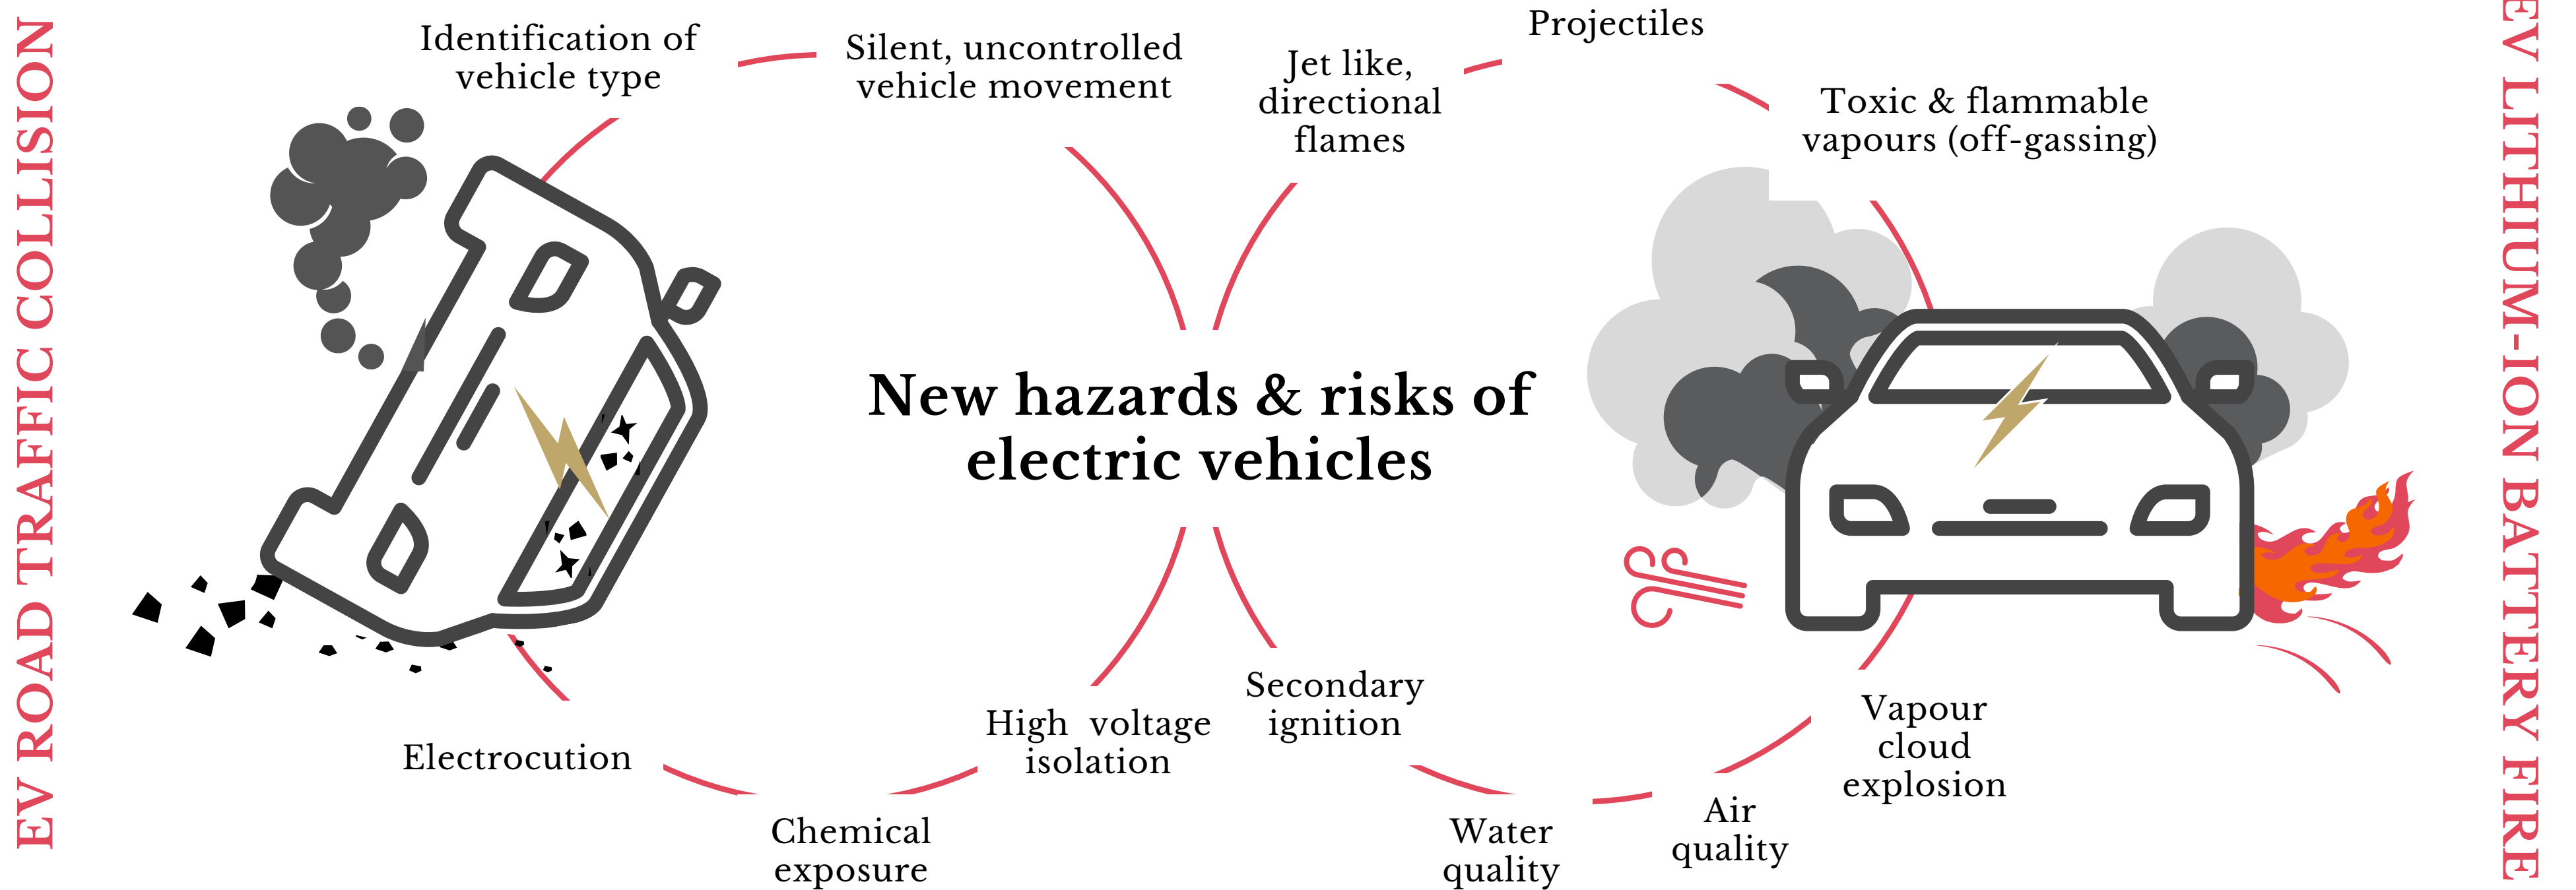 EV ROAD TRAFFIC COLLISION
Identification of
vehicle type
Silent, uncontrolled
vehicle movement
Jet like,
directional
flames
Projectiles
Toxic & flammable
vapours (off-gassing)
New hazards & risks of
electric vehicles
Electrocution
Chemical
exposure
High voltage
isolation
Secondary
ignition
Water
quality
Air
quality
Vapour
cloud
explosion
EV LITHIUM-ION BATTERY FIRE